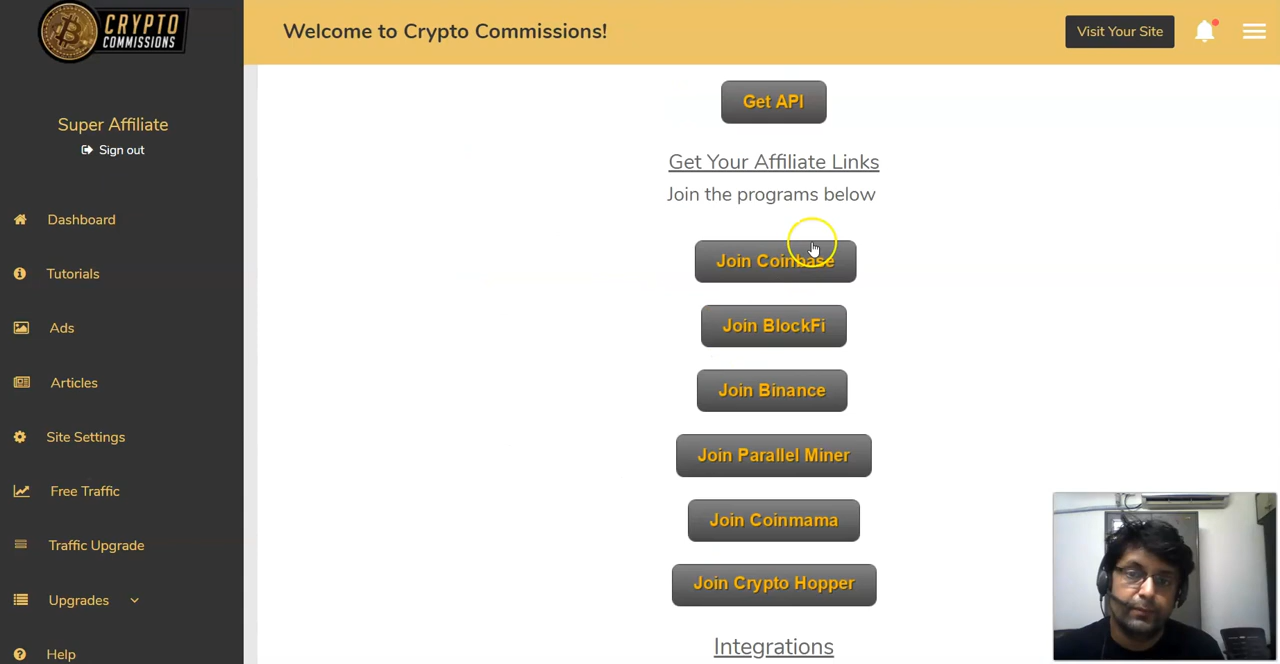 CRYPTO
COMMISSIONS
Welcome to Crypto Commissions!
Visit Your Site
Super Affiliate
Sign out
Dashboard
Tutorials
Ads
Articles
Site Settings
Free Traffic
Traffic Upgrade
Upgrades
Help
Get API
Get Your Affiliate Links
Join the programs below
Join Coinbase
Join BlockFi
Join Binance
Join Parallel Miner
Join Coinmama
Join Crypto Hopper
Integrations